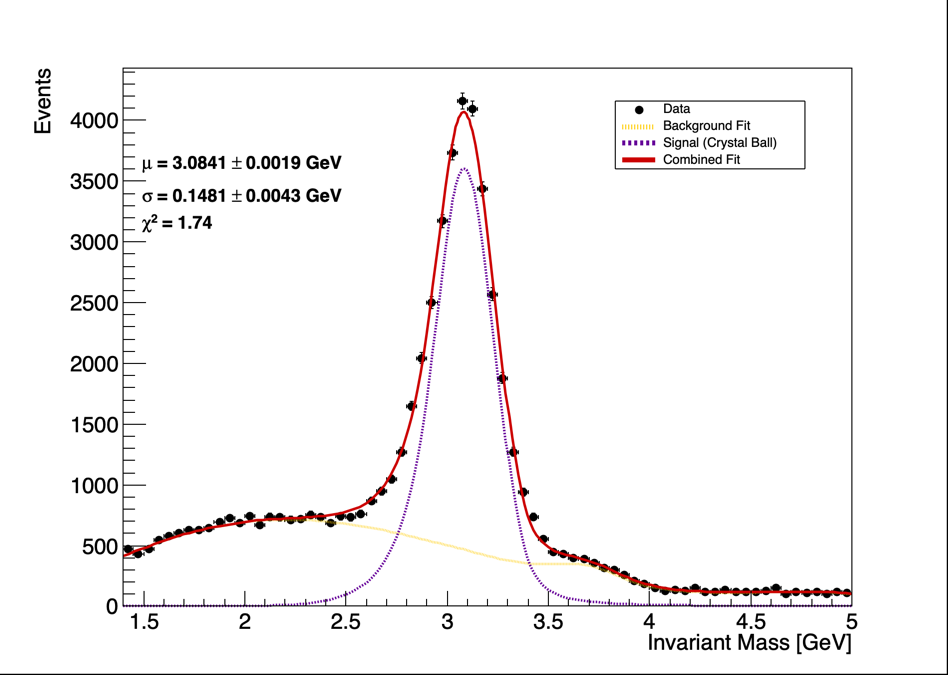 Events
4000
3500
3000
2500
2000
1500
1000
500
0
μ = 3.0841 ± 0.0019 GeV
σ = 0.1481 ± 0.0043 GeV
χ² = 1.74
Data
Background Fit
Signal (Crystal Ball)
Combined Fit
1.5 2 2.5 3 3.5 4 4.5 5
Invariant Mass [GeV]